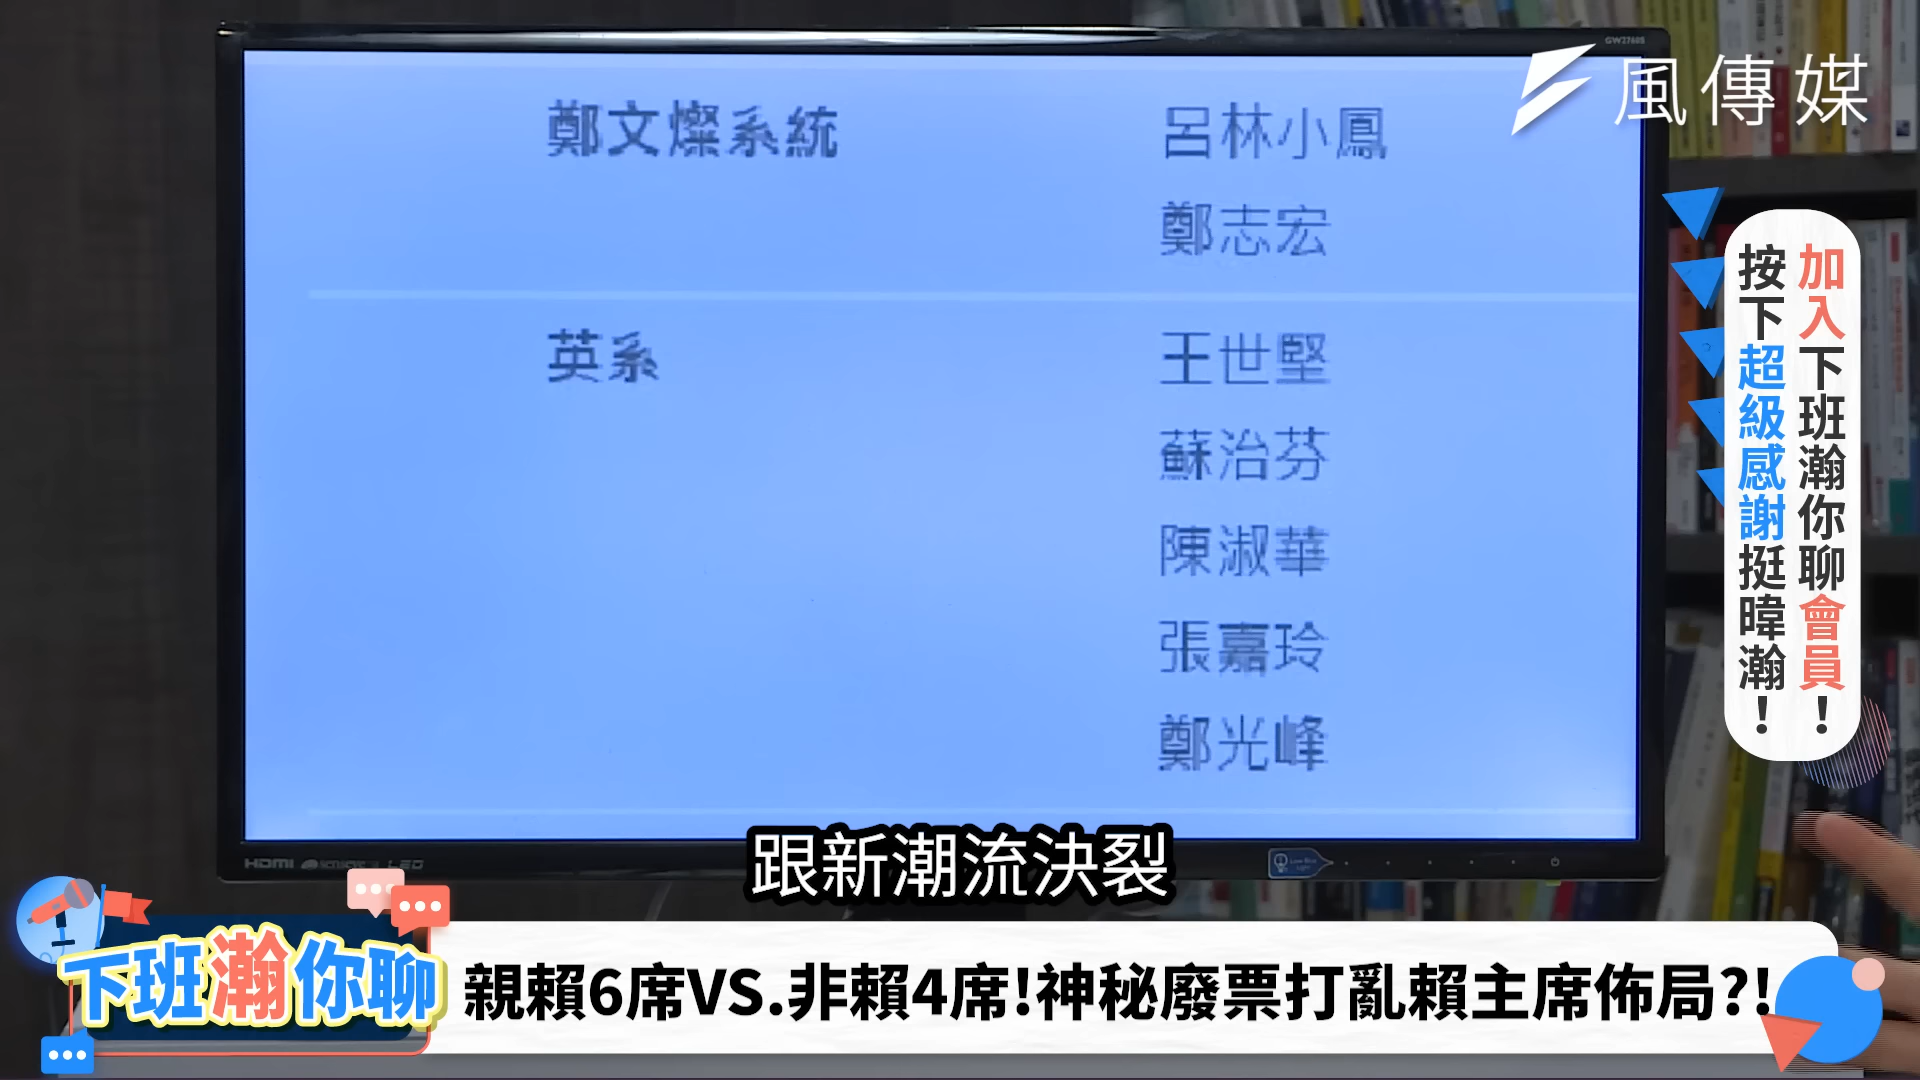 GW2760S
風傳媒
鄭文燦系統
呂林小鳳
鄭志宏
英系
王世堅
蘇治芬
陳淑華
張嘉玲
鄭光峰
加入下班瀚你聊會員!
按下超級感謝挺暐瀚!
HDMI
LED
跟新潮流決裂
下班瀚你聊
親賴6席VS.非賴4席!神秘廢票打亂賴主席佈局?!